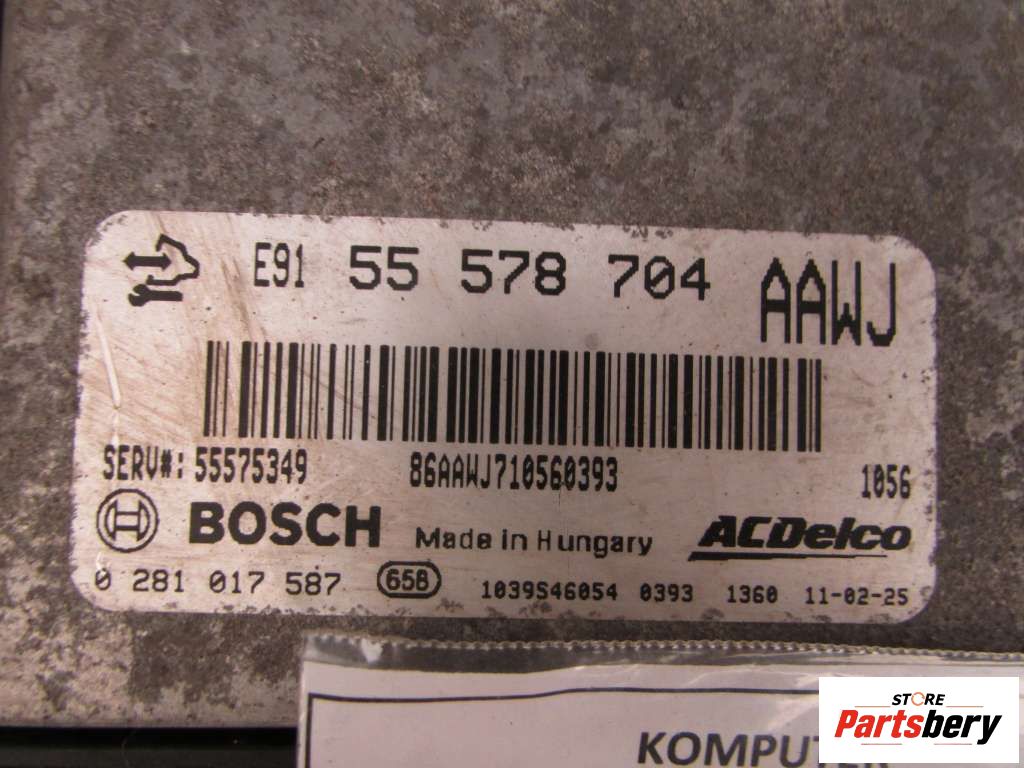 E91 55 578 704 AAWJ
SERV#: 55575349 86AAWJ710560393 1056
BOSCH Made in Hungary ACDelco
0 281 017 587 65B 1039S46054 0393 1360 11-02-25
KOMPUTER
STORE
Partsbery